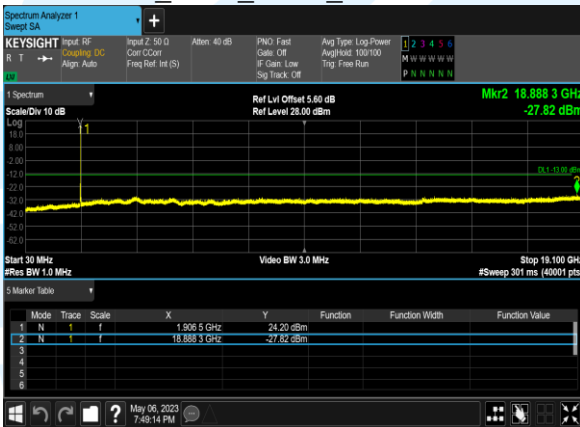 Spectrum Analyzer 1
Swept SA
KEYSIGHT Input: RF Input Z: 50 Ω Atten: 40 dB PNO: Fast Avg Type: Log-Power 1 2 3 4 5 6
R T Coupling: DC Corr CCorr Gate: Off Avg|Hold: 100/100 M W W W W W
Align: Auto Freq Ref: Int (S) IF Gain: Low Trig: Free Run
Sig Track: Off P N N N N N
LW
1 Spectrum Ref Lvl Offset 5.60 dB Mkr2 18.888 3 GHz
Scale/Div 10 dB Ref Level 28.00 dBm -27.82 dBm
Log
18.0 1
8.00
-2.00
-12.0 DL1 -13.00 dBm
-22.0 2
-32.0
-42.0
-52.0
-62.0
Start 30 MHz Video BW 3.0 MHz Stop 19.100 GHz
#Res BW 1.0 MHz #Sweep 301 ms (40001 pts)
5 Marker Table
Mode Trace Scale X Y Function Function Width Function Value
1 N 1 f 1.906 5 GHz 24.20 dBm
2 N 1 f 18.888 3 GHz -27.82 dBm
3
4
5
6
? May 06, 2023
7:49:14 PM